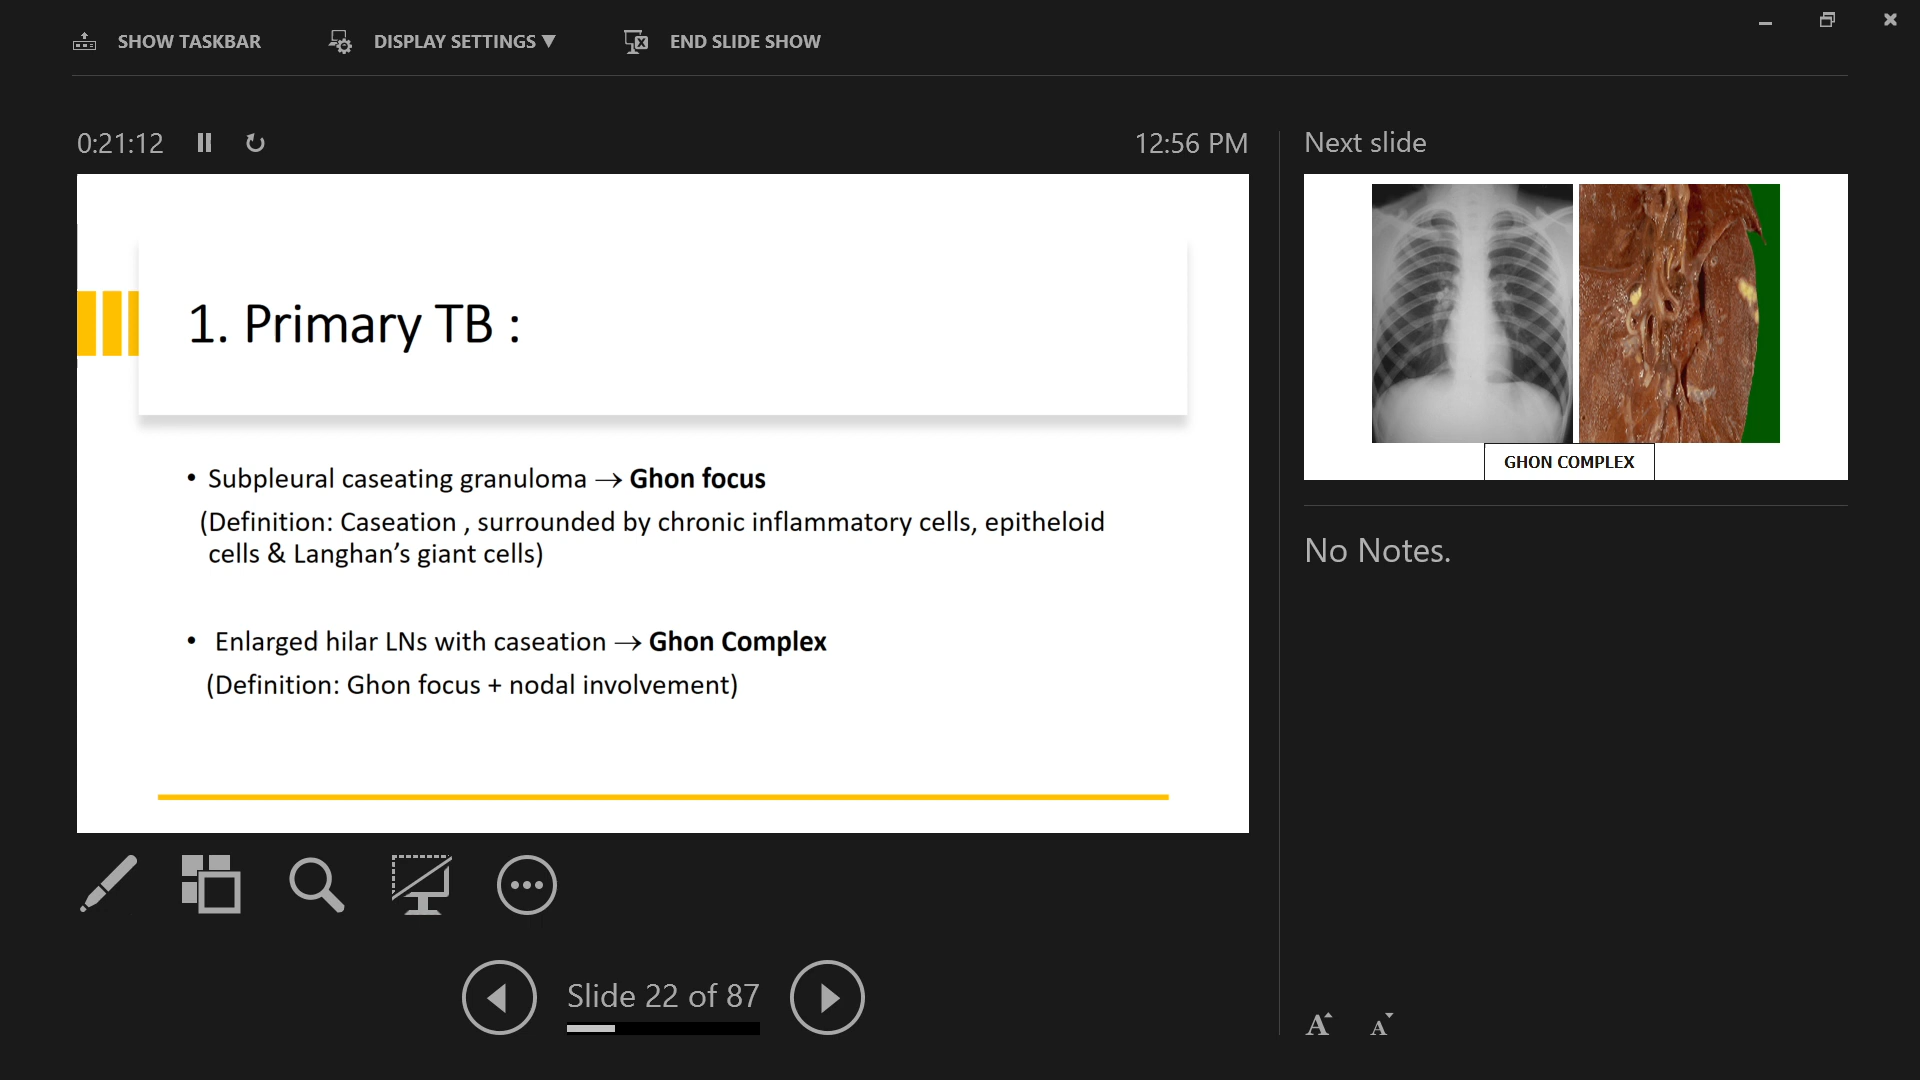 SHOW TASKBAR
DISPLAY SETTINGS ▼
END SLIDE SHOW
0:21:12
12:56 PM
1. Primary TB :
• Subpleural caseating granuloma → Ghon focus
(Definition: Caseation , surrounded by chronic inflammatory cells, epitheloid
cells & Langhan’s giant cells)
• Enlarged hilar LNs with caseation → Ghon Complex
(Definition: Ghon focus + nodal involvement)
Slide 22 of 87
Next slide
GHON COMPLEX
No Notes.
A
A